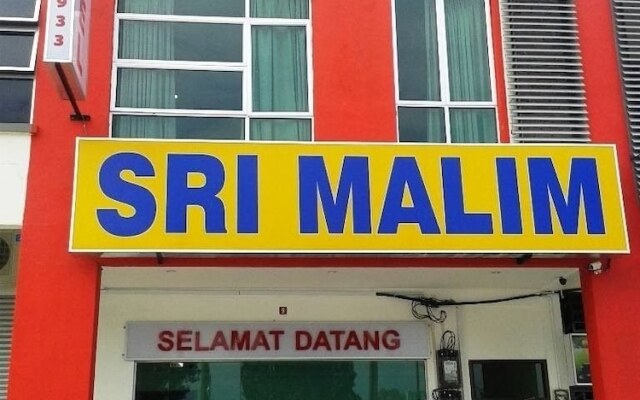 933
SRI MALIM
SELAMAT DATANG